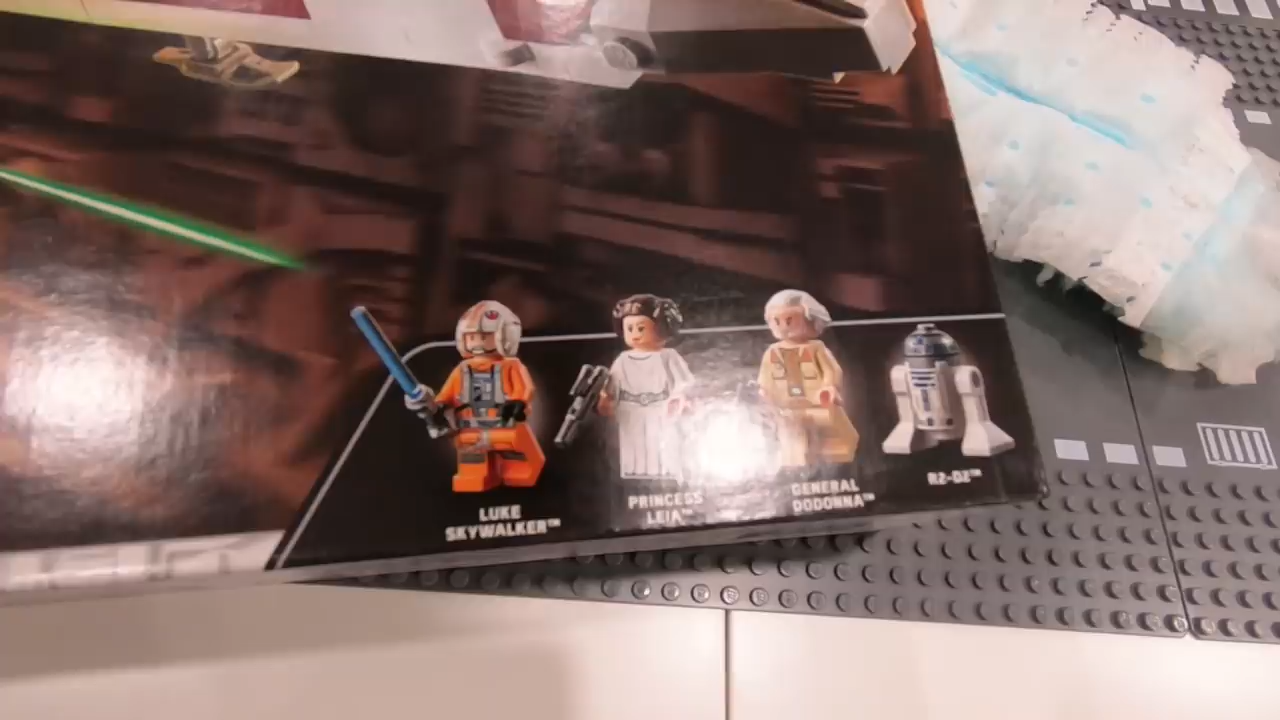 LUKE
SKYWALKER™
PRINCESS
LEIA™
GENERAL
DODONNA™
R2-D2™